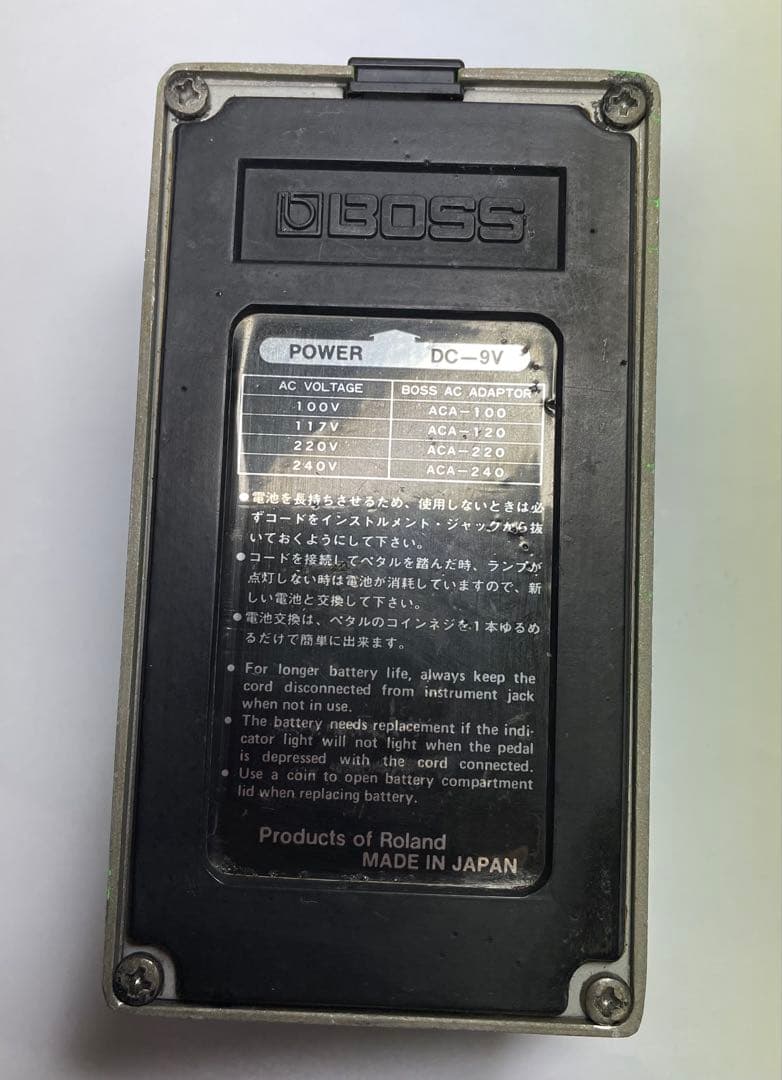 BOSS
POWER DC—9V
AC VOLTAGE BOSS AC ADAPTOR
100V ACA-100
117V ACA-120
220V ACA-220
240V ACA-240
●電池を長持ちさせるため、使用しないときは必
ずコードをインストルメント・ジャックから抜
いておくようにして下さい。
●コードを接続してペタルを踏んだ時、ランプが
点灯しない時は電池が消耗していますので、新
しい電池と交換して下さい。
●電池交換は、ペタルのコインネジを1本ゆるめ
るだけで簡単に出来ます。
● For longer battery life, always keep the
cord disconnected from instrument jack
when not in use.
● The battery needs replacement if the indi-
cator light will not light when the pedal
is depressed with the cord connected.
● Use a coin to open battery compartment
lid when replacing battery.
Products of Roland
MADE IN JAPAN